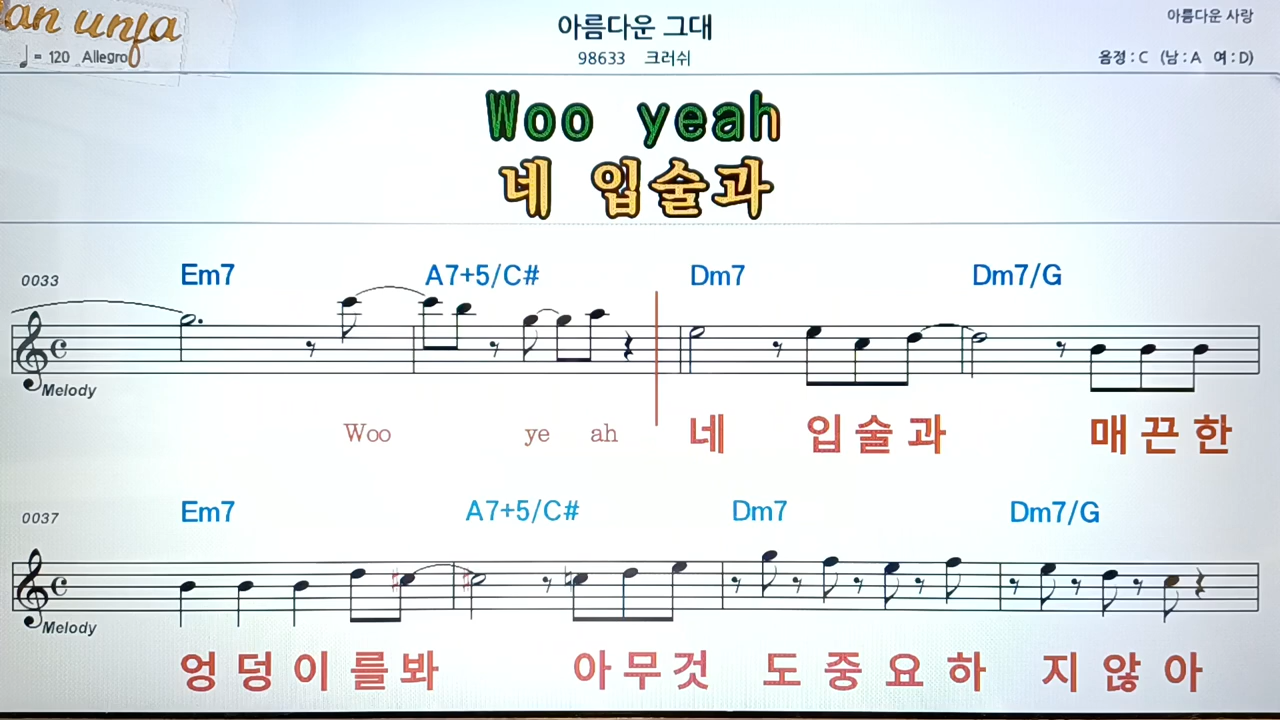 아름다운 그대
아름다운 사랑
♩= 120 Allegro
98633 크러쉬
음정 : C (남 : A 여 : D)
Woo yeah
네 입술과
0033 Em7 A7+5/C# Dm7 Dm7/G
Melody
Woo ye ah 네 입술과 매끈한
0037 Em7 A7+5/C# Dm7 Dm7/G
Melody
엉덩이를봐 아무것 도중요하 지않아